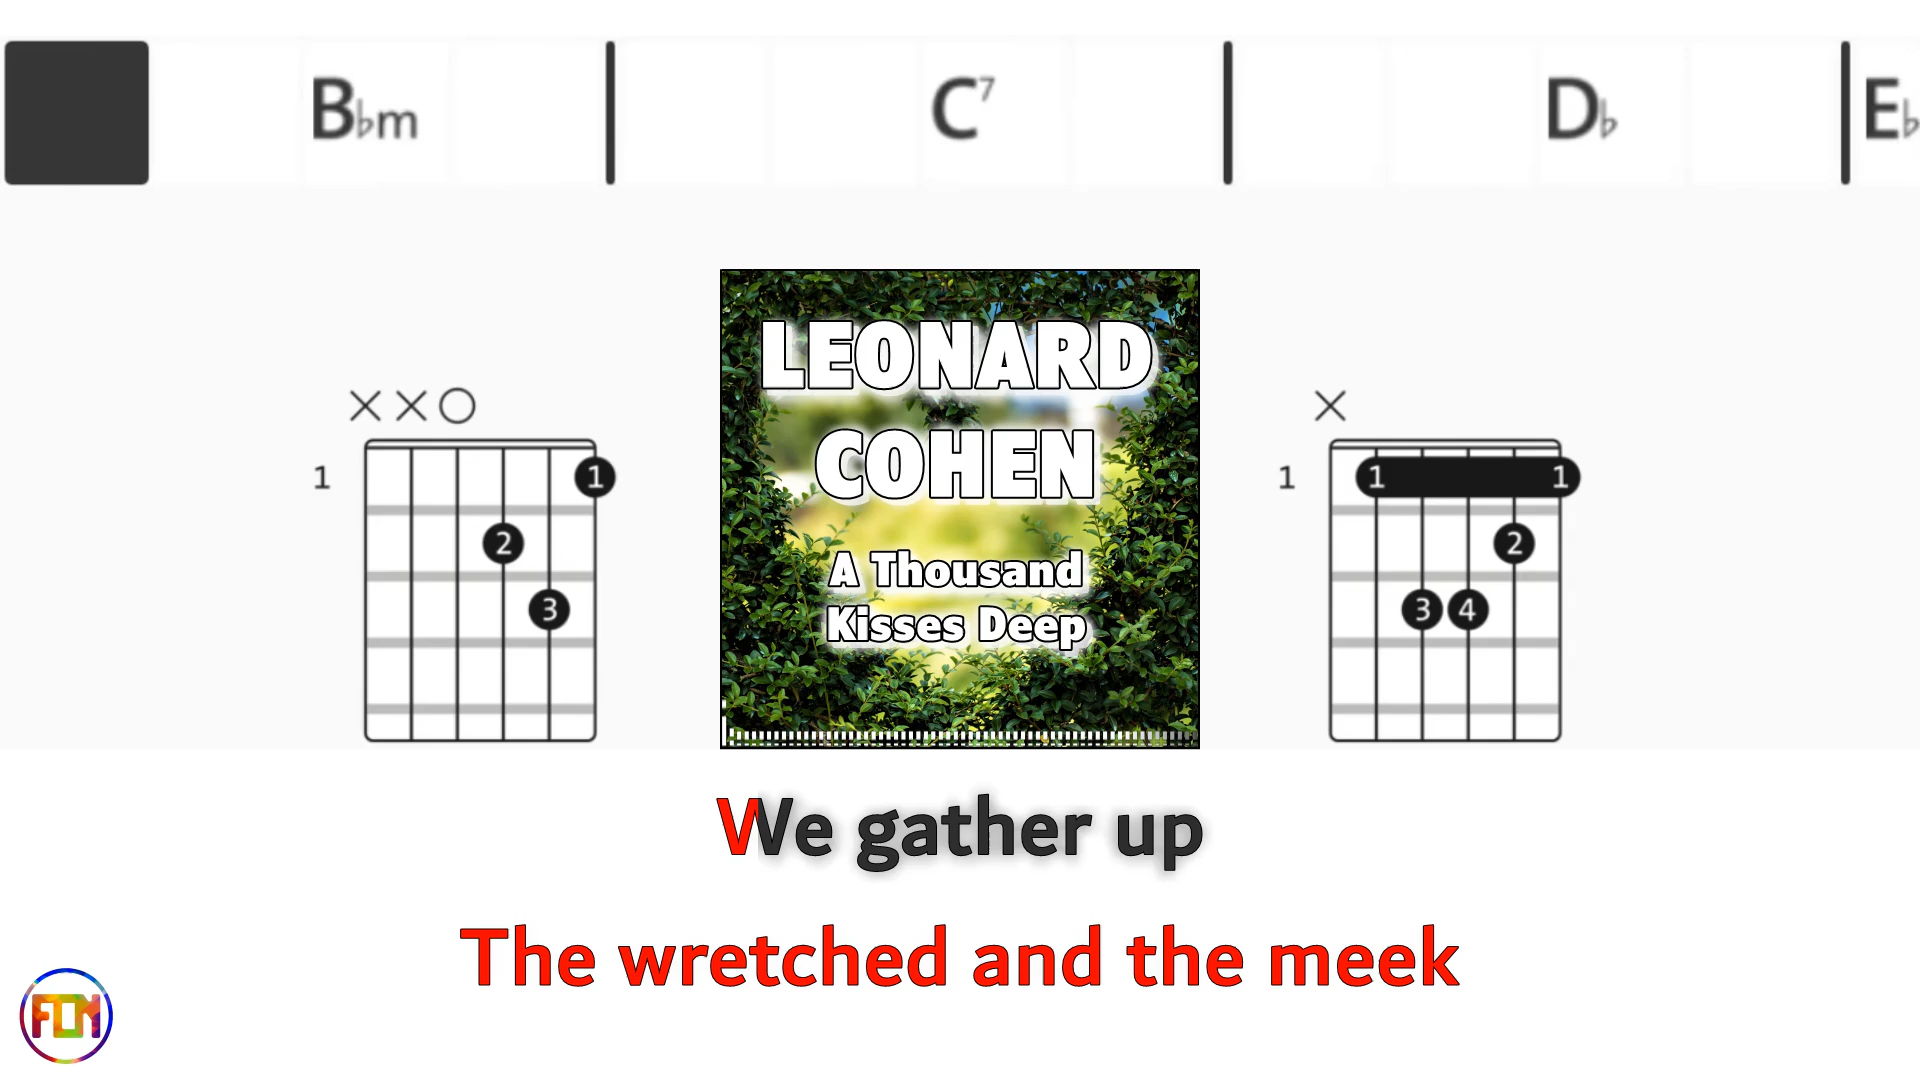 B♭m C7 D♭ E♭
LEONARD
COHEN
A Thousand
Kisses Deep
××○
×
1 1 2 3
1 1 1 2 3 4
We gather up
The wretched and the meek
FCM